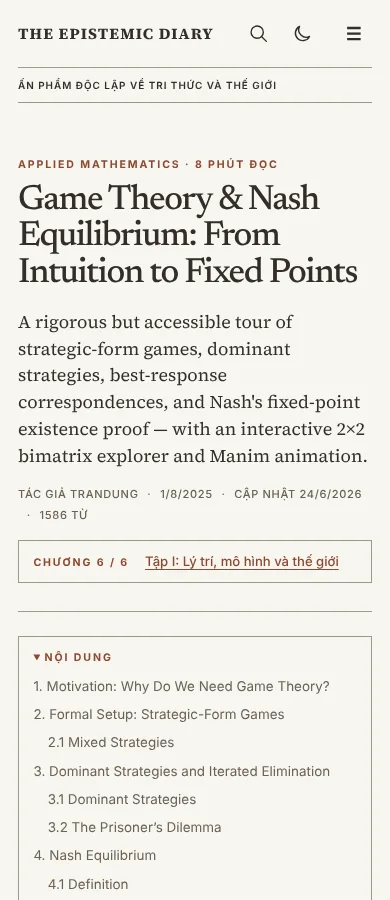 THE EPISTEMIC DIARY
ẤN PHẨM ĐỘC LẬP VỀ TRI THỨC VÀ THẾ GIỚI
APPLIED MATHEMATICS · 8 PHÚT ĐỌC
Game Theory & Nash
Equilibrium: From
Intuition to Fixed Points
A rigorous but accessible tour of
strategic-form games, dominant
strategies, best-response
correspondences, and Nash's fixed-point
existence proof — with an interactive 2×2
bimatrix explorer and Manim animation.
TÁC GIẢ TRANDUNG · 1/8/2025 · CẬP NHẬT 24/6/2026
· 1586 TỪ
CHƯƠNG 6 / 6 Tập I: Lý trí, mô hình và thế giới
▾ NỘI DUNG
1. Motivation: Why Do We Need Game Theory?
2. Formal Setup: Strategic-Form Games
2.1 Mixed Strategies
3. Dominant Strategies and Iterated Elimination
3.1 Dominant Strategies
3.2 The Prisoner’s Dilemma
4. Nash Equilibrium
4.1 Definition